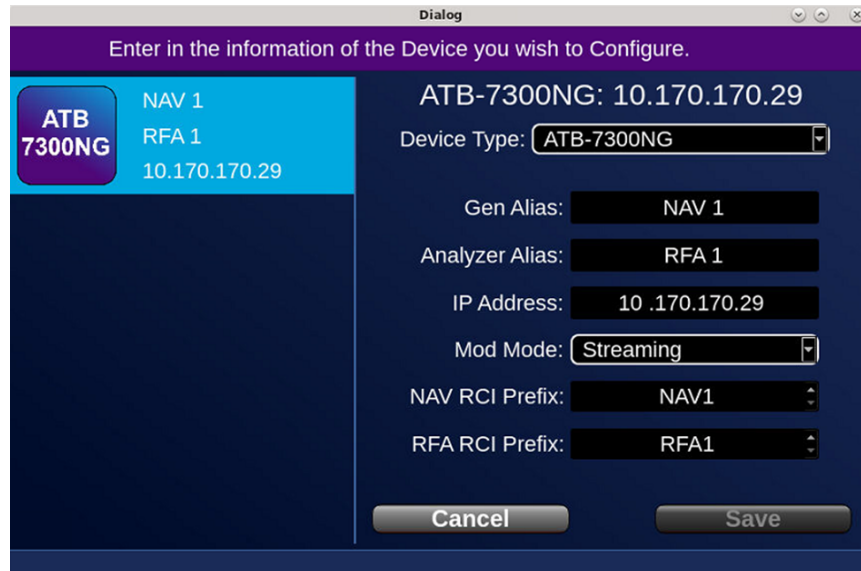 Dialog
Enter in the information of the Device you wish to Configure.
ATB
7300NG
NAV 1
RFA 1
10.170.170.29
ATB-7300NG: 10.170.170.29
Device Type: ATB-7300NG
Gen Alias: NAV 1
Analyzer Alias: RFA 1
IP Address: 10 .170.170.29
Mod Mode: Streaming
NAV RCI Prefix: NAV1
RFA RCI Prefix: RFA1
Cancel Save